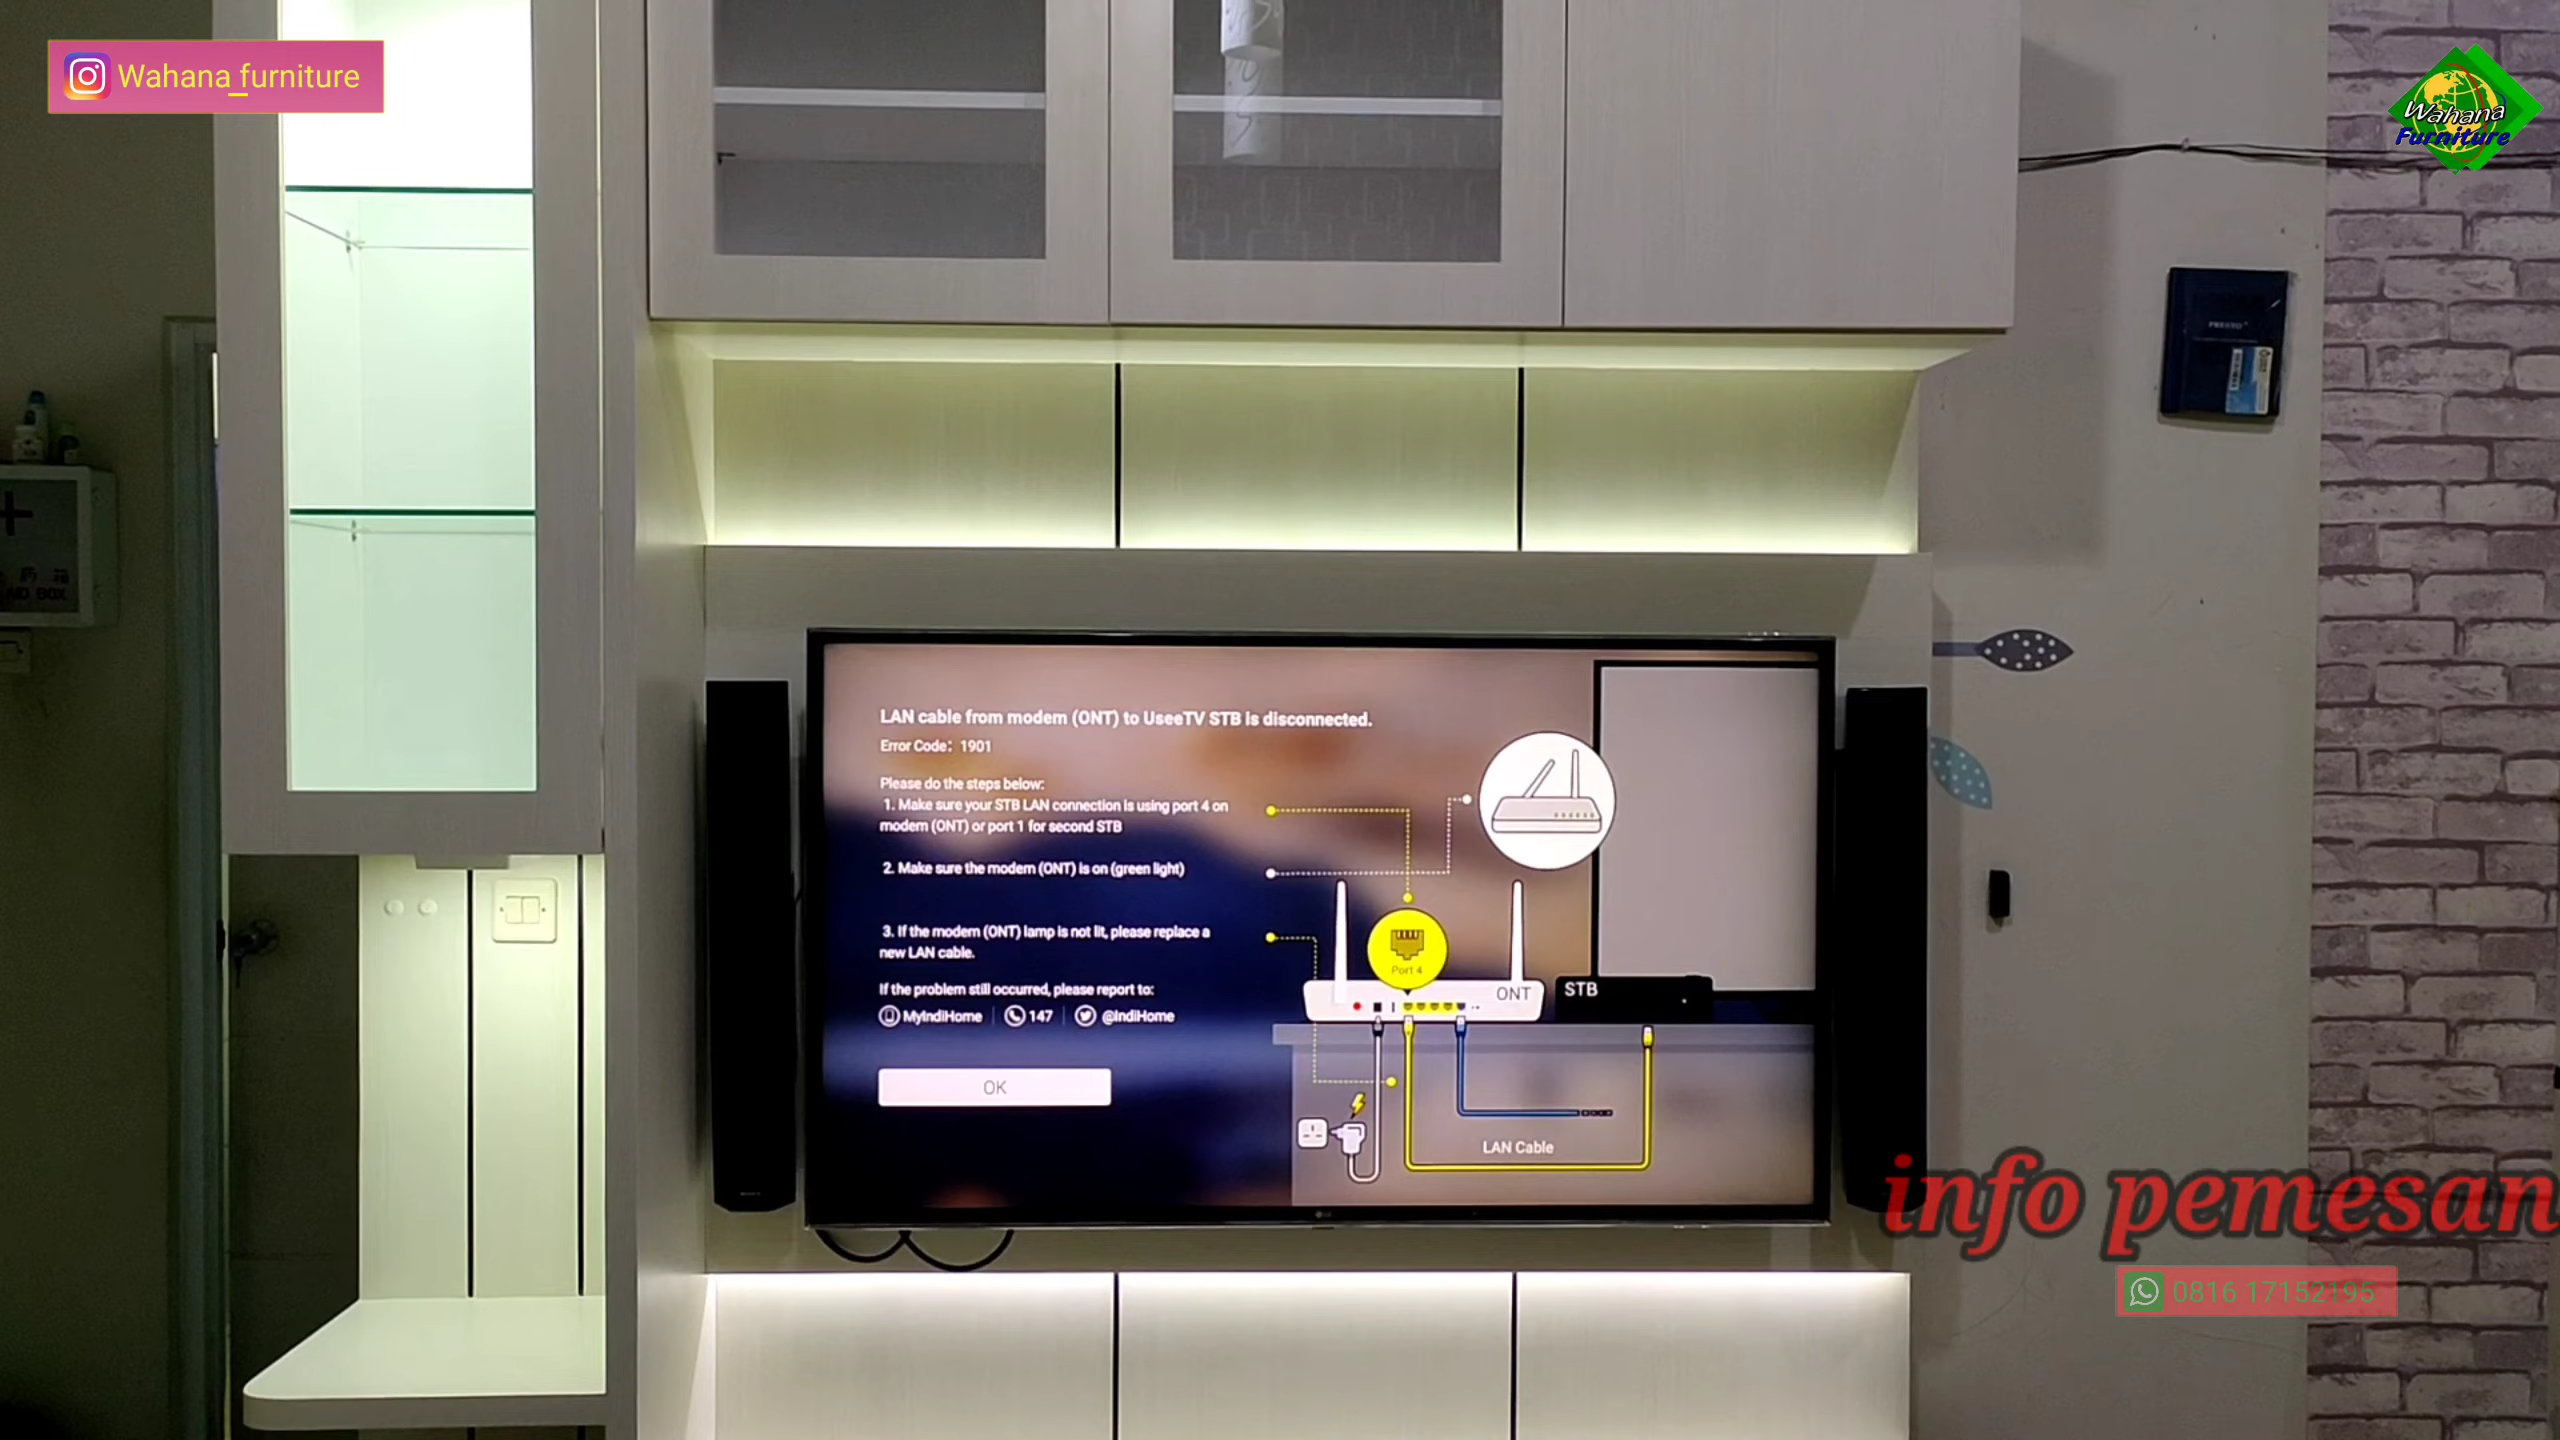 Wahana_furniture
Wahana
Furniture
PRESTO
AID BOX
LAN cable from modem (ONT) to UseeTV STB is disconnected.
Error Code: 1901
Please do the steps below:
1. Make sure your STB LAN connection is using port 4 on
modem (ONT) or port 1 for second STB
2. Make sure the modem (ONT) is on (green light)
3. If the modem (ONT) lamp is not lit, please replace a
new LAN cable.
If the problem still occurred, please report to:
MyIndiHome
147
@IndiHome
OK
Port 4
ONT
STB
LAN Cable
LG
info pemesan
0816 17152195